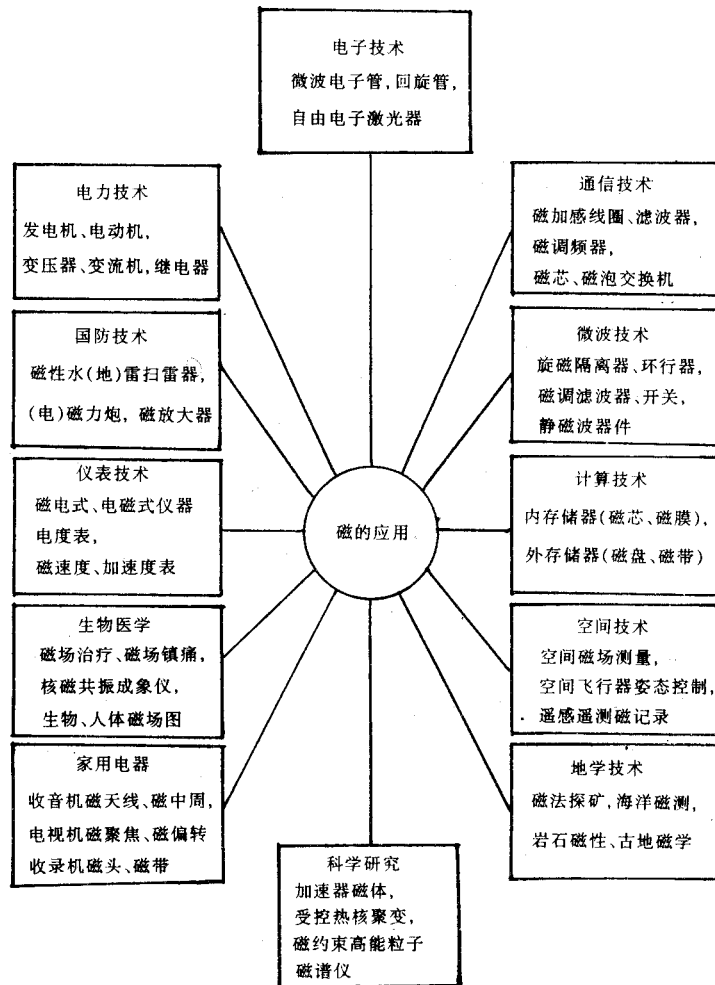 电子技术
微波电子管,回旋管,
自由电子激光器
电力技术
发电机、电动机,
变压器、变流机,继电器
国防技术
磁性水(地)雷扫雷器,
(电)磁力炮, 磁放大器
仪表技术
磁电式、电磁式仪器
电度表,
磁速度、加速度表
生物医学
磁场治疗、磁场镇痛,
核磁共振成象仪,
生物、人体磁场图
家用电器
收音机磁天线、磁中周,
电视机磁聚焦、磁偏转
收录机磁头、磁带
磁的应用
通信技术
磁加感线圈、滤波器,
磁调频器,
磁芯、磁泡交换机
微波技术
旋磁隔离器、环行器,
磁调滤波器、开关,
静磁波器件
计算技术
内存储器(磁芯、磁膜),
外存储器(磁盘、磁带)
空间技术
空间磁场测量,
空间飞行器姿态控制,
遥感遥测磁记录
地学技术
磁法探矿,海洋磁测,
岩石磁性、古地磁学
科学研究
加速器磁体,
受控热核聚变,
磁约束高能粒子
磁谱仪